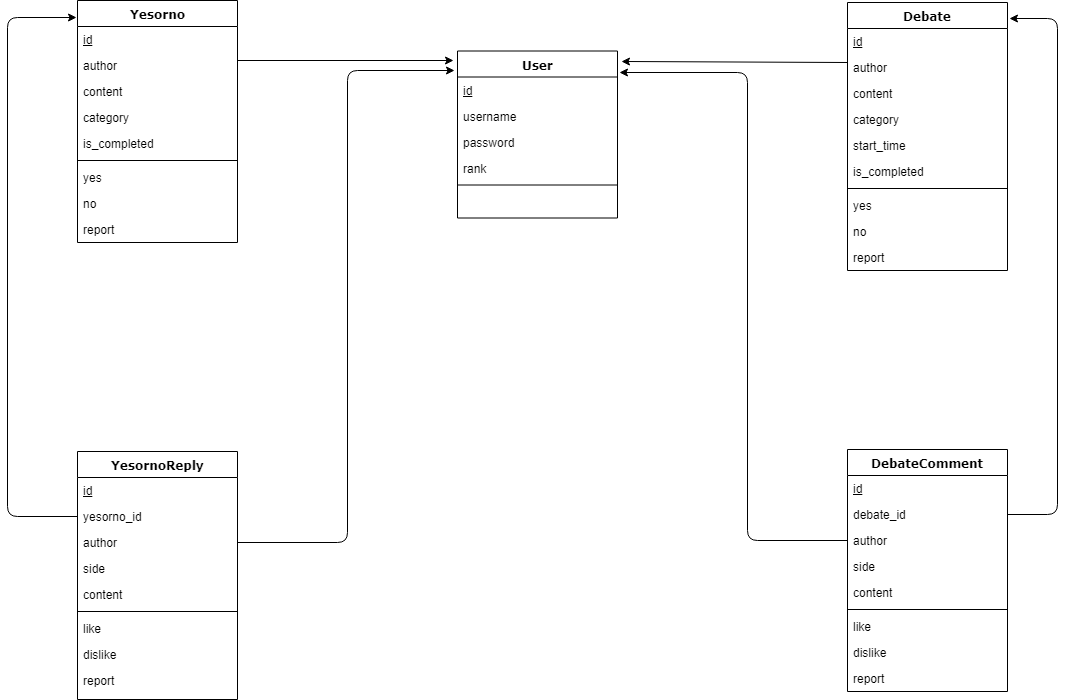 Yesorno
id
author
content
category
is_completed
yes
no
report
User
id
username
password
rank
Debate
id
author
content
category
start_time
is_completed
yes
no
report
YesornoReply
id
yesorno_id
author
side
content
like
dislike
report
DebateComment
id
debate_id
author
side
content
like
dislike
report